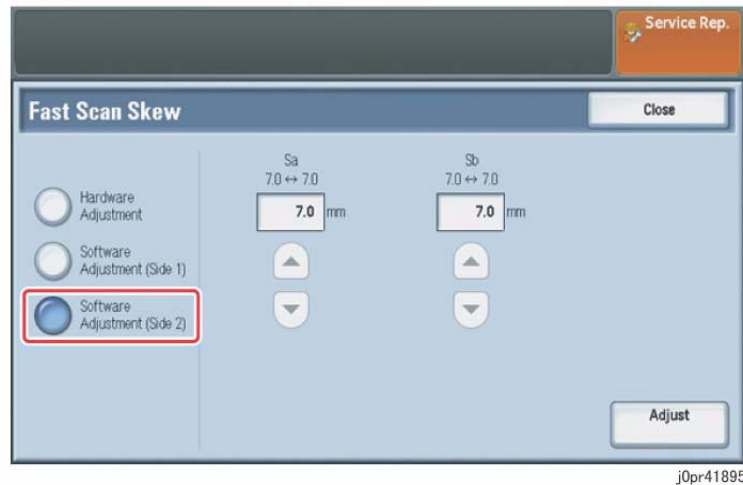 Service Rep.
Fast Scan Skew
Close
Hardware
Adjustment
Software
Adjustment (Side 1)
Software
Adjustment (Side 2)
Sa
7.0 ↔ 7.0
7.0 mm
Sb
7.0 ↔ 7.0
7.0 mm
Adjust
j0pr41895